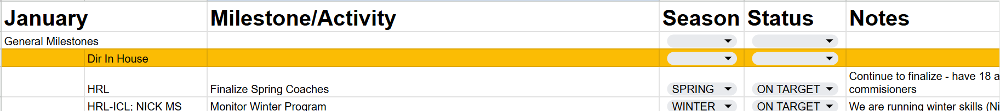 January Milestone/Activity Season Status Notes
General Milestones
Dir In House
HRL Finalize Spring Coaches SPRING ON TARGET Continue to finalize - have 18 a
commisioners
HRL-ICL; NICK MS Monitor Winter Program WINTER ON TARGET We are running winter skills (Ni